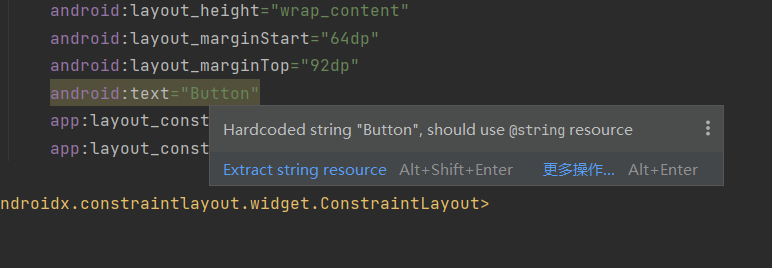 android:layout_height="wrap_content"
android:layout_marginStart="64dp"
android:layout_marginTop="92dp"
android:text="Button"
app:layout_const
Hardcoded string "Button", should use @string resource
app:layout_const
Extract string resource Alt+Shift+Enter 更多操作... Alt+Enter
ndroidx.constraintlayout.widget.ConstraintLayout>